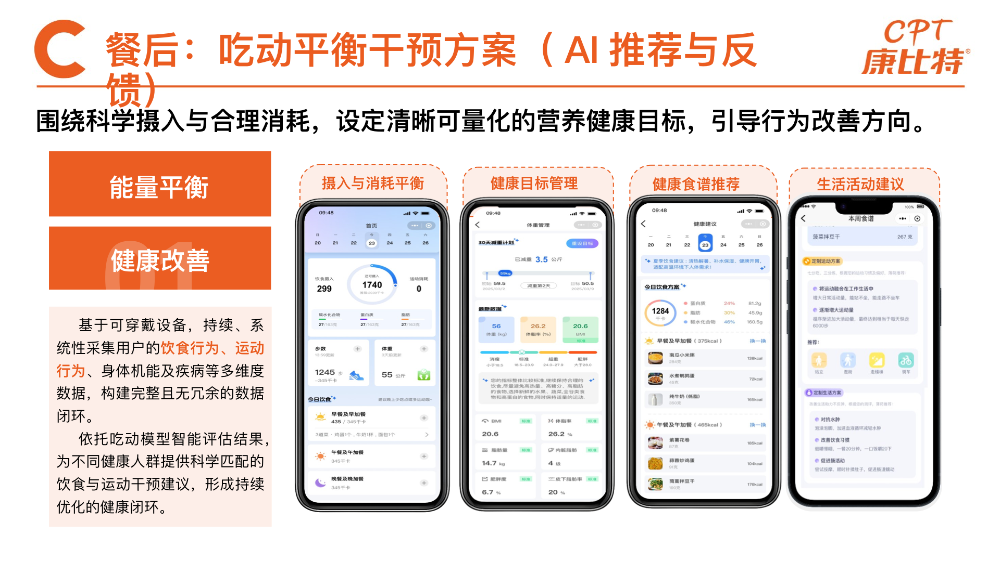 餐后：吃动平衡干预方案（AI推荐与反
馈）
CPT
康比特®
围绕科学摄入与合理消耗，设定清晰可量化的营养健康目标，引导行为改善方向。
能量平衡
01
健康改善
基于可穿戴设备，持续、系
统性采集用户的饮食行为、运动
行为、身体机能及疾病等多维度
数据，构建完整且无冗余的数据
闭环。
依托吃动模型智能评估结果，
为不同健康人群提供科学匹配的
饮食与运动干预建议，形成持续
优化的健康闭环。
摄入与消耗平衡
09:48
首页
日 一 二 今 四 五 六
20 21 22 23 24 25 26
饮食摄入
299
还可摄入
1740
推荐:2039千卡
运动消耗
0
碳水化合物 蛋白质 脂肪
27/163克 27/163克 27/163克
步数
13:59更新
1245 步
~345千卡
体重
3天前更新
55 公斤
今日饮食
建议晚上少吃点或多运动哦~
早餐及早加餐
435 / 345千卡
3道菜 · 鸡蛋1个，牛奶1杯，面包1个
午餐及午加餐
345千卡
晚餐及晚加餐
345千卡
健康目标管理
09:48
体重管理
30天减重计划
重设目标
已减重 3.5 公斤
59kg
初始 59.5
2025/03/2
减重第2天
目标 50.5
2025/03/9
最新数据
56
体重 (kg)
26.2
体脂率 (%)
20.6
BMI
标准
消瘦 标准 超重 肥胖
小于18.5 18.5~23.9 24.0~27.9 大于28.0
您的指标整体比较标准,继续保持合理的
饮食,尽量避免高热量、高糖分、高脂肪
的食物,选择新鲜的水果、蔬菜,全谷类食
物和高蛋白的食物,同时保持适量的运动.
BMI 标准
20.6
体脂率 标准
26.2 %
脂肪量 标准
14.7 kg
内脏脂肪 标准
4 级
肥胖度 标准
6.7 %
皮下脂肪率 标准
20 %
健康食谱推荐
09:48
健康建议
一 二 三 今 五 六 日
20 21 22 23 24 25 26
夏季饮食建议：清热解暑、补水保湿、健脾开胃，
适配高温环境下人体需求！
今日饮食方案
1284
千卡
蛋白质 24% 81.2g
脂肪 30% 45.9g
碳水化合物 46% 160.5g
早餐及早加餐（375kcal） 换一换
南瓜小米粥
284克
138kcal
水煮鹌鹑蛋
45克
72kcal
纯牛奶 (低脂)
350克
165kcal
午餐及午加餐（465kcal） 换一换
紫薯花卷
87克
185kcal
蒜蓉炒鸡蛋
91克
104kcal
茼蒿拌豆干
190克
176kcal
生活活动建议
100%
本周食谱
菠菜拌豆干 267 克
定制运动方案
七分吃、三分练，根据您的运动习惯及偏好，薄荷推荐：
将运动融合在工作生活中
增大日常活动量，能站不坐，能走路不坐车
逐渐增大运动量
循序渐进加大活动量，最终达到相当于每天快走
6000步
推荐：
站立 逛街 走楼梯 骑车
定制生活方案
改善生活助力不反弹，根据您的测评，薄荷推荐：
对抗水肿
泡澡泡脚，加速血液循环减轻水肿
改善饮食习惯
细嚼慢咽，一餐20分钟，一口饭嚼20下
促进肠活动
尝试按摩，顺时针揉肚子，促进肠道蠕动